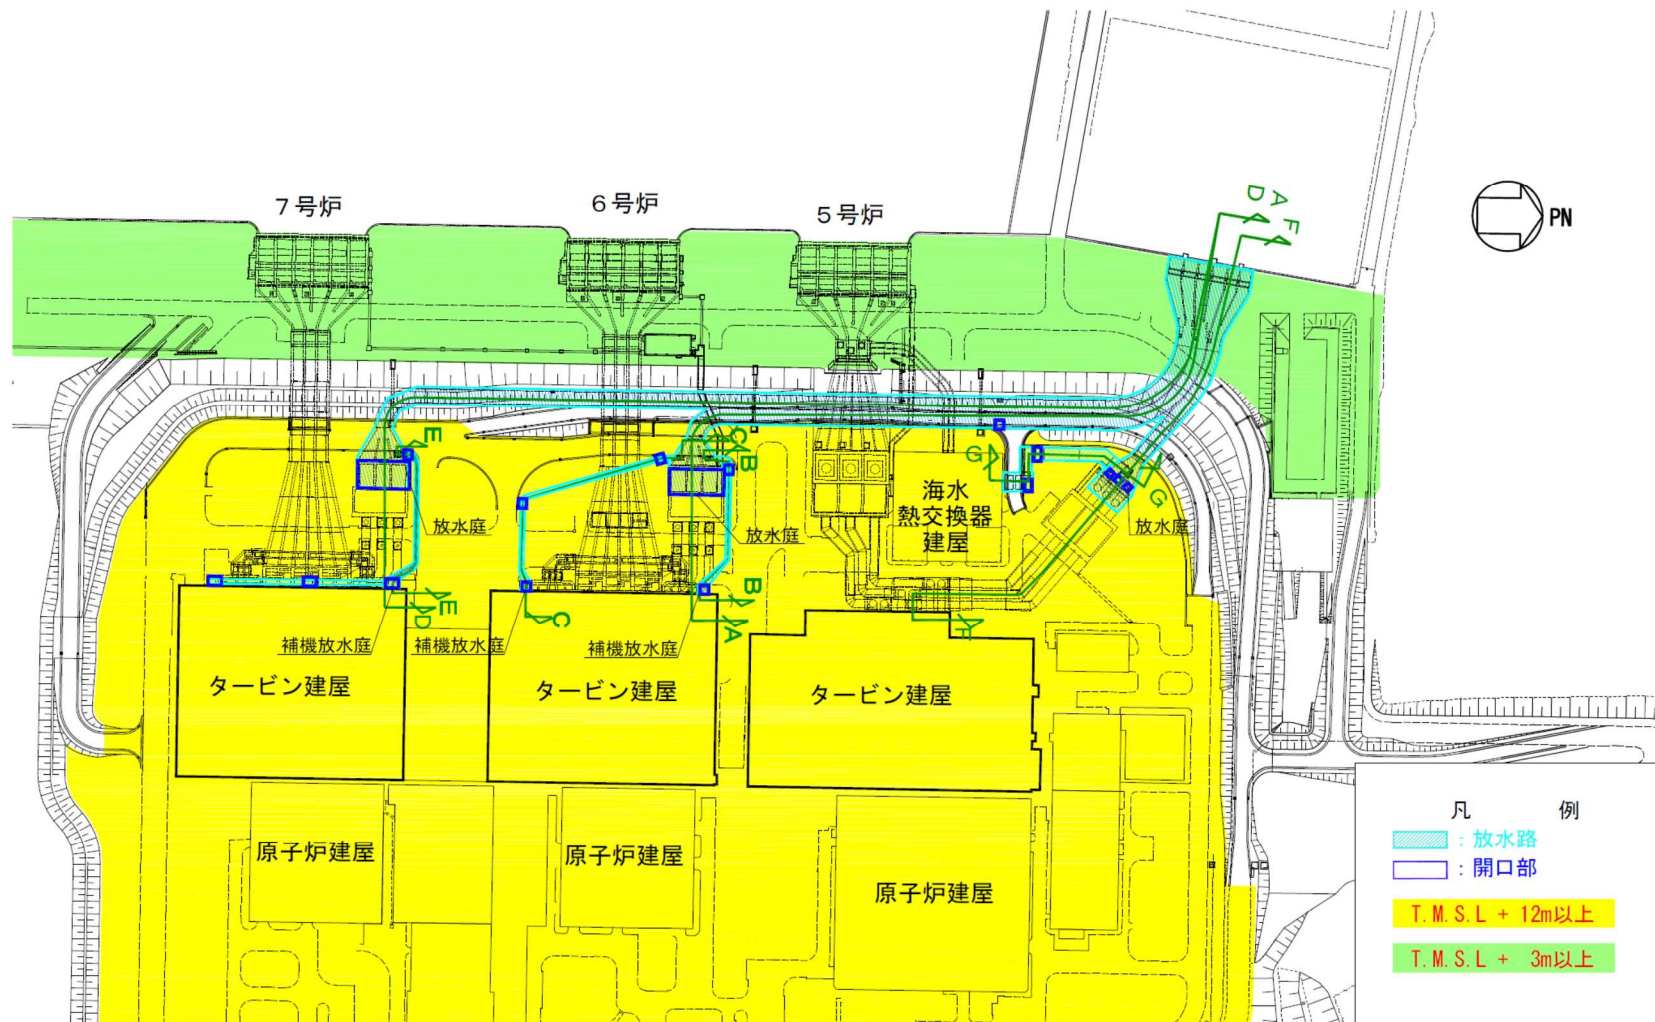 7号炉
6号炉
5号炉
D
A
F
PN
E
C
B
G
G
海水
熱交換器
建屋
放水庭
放水庭
放水庭
E
D
C
B
A
F
補機放水庭
補機放水庭
補機放水庭
タービン建屋
タービン建屋
タービン建屋
原子炉建屋
原子炉建屋
原子炉建屋
凡 例
：放水路
：開口部
T.M.S.L + 12m以上
T.M.S.L + 3m以上